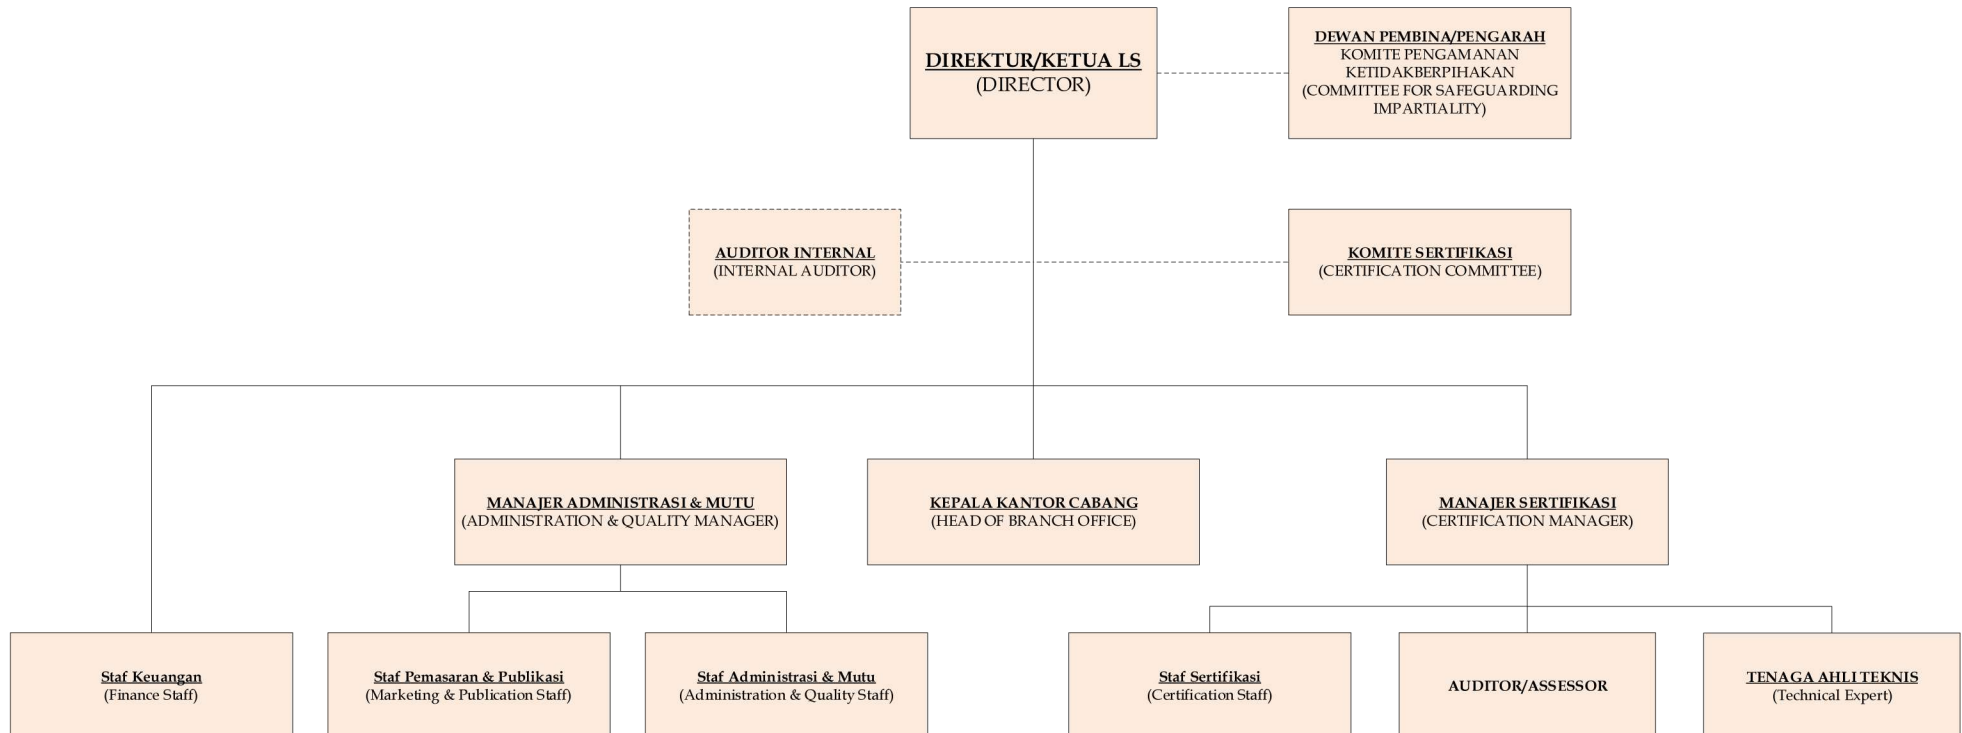 DIREKTUR/KETUA LS
(DIRECTOR)
DEWAN PEMBINA/PENGARAH
KOMITE PENGAMANAN
KETIDAKBERPIHAKAN
(COMMITTEE FOR SAFEGUARDING
IMPARTIALITY)
AUDITOR INTERNAL
(INTERNAL AUDITOR)
KOMITE SERTIFIKASI
(CERTIFICATION COMMITTEE)
MANAJER ADMINISTRASI & MUTU
(ADMINISTRATION & QUALITY MANAGER)
KEPALA KANTOR CABANG
(HEAD OF BRANCH OFFICE)
MANAJER SERTIFIKASI
(CERTIFICATION MANAGER)
Staf Keuangan
(Finance Staff)
Staf Pemasaran & Publikasi
(Marketing & Publication Staff)
Staf Administrasi & Mutu
(Administration & Quality Staff)
Staf Sertifikasi
(Certification Staff)
AUDITOR/ASSESSOR
TENAGA AHLI TEKNIS
(Technical Expert)